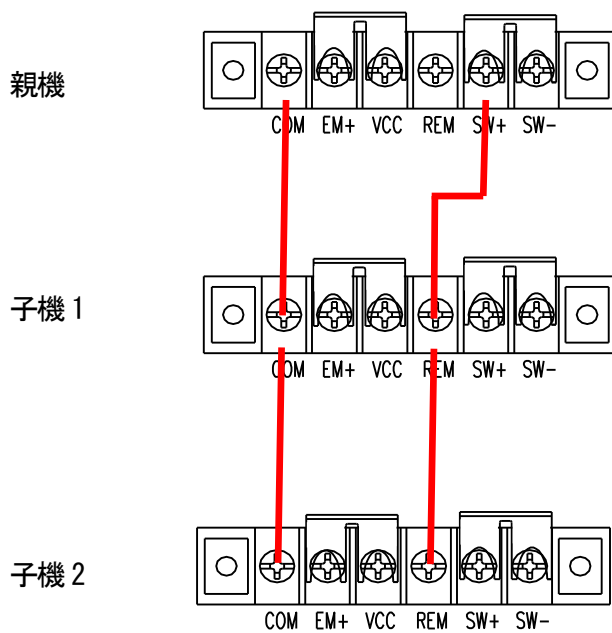 親機
COM EM+ VCC REM SW+ SW-
子機1
COM EM+ VCC REM SW+ SW-
子機2
COM EM+ VCC REM SW+ SW-